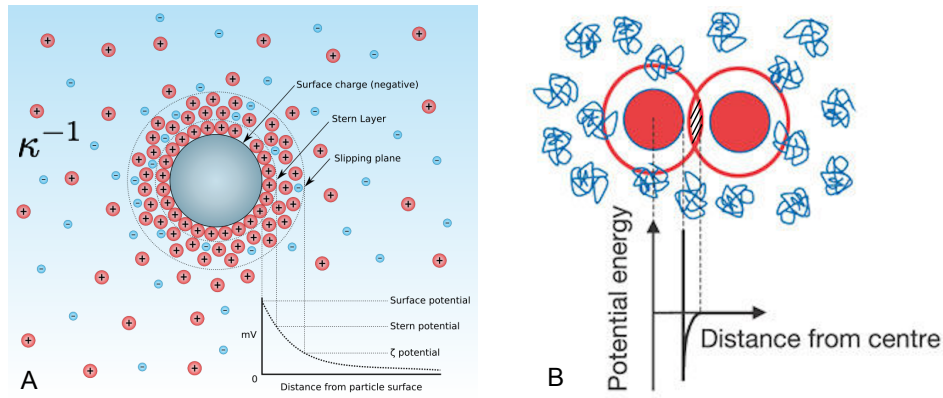 κ⁻¹
Surface charge (negative)
Stern Layer
Slipping plane
Surface potential
Stern potential
ζ potential
mV
0
Distance from particle surface
A
Potential energy
Distance from centre
B